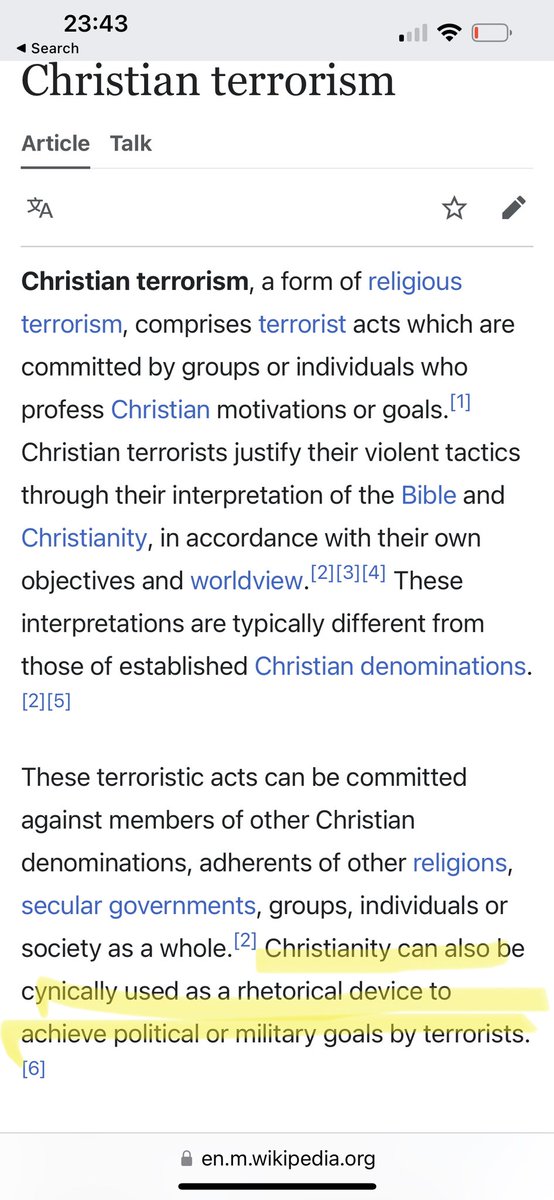 23:43
◀ Search
Christian terrorism
Article Talk
文A
Christian terrorism, a form of religious
terrorism, comprises terrorist acts which are
committed by groups or individuals who
profess Christian motivations or goals.[1]
Christian terrorists justify their violent tactics
through their interpretation of the Bible and
Christianity, in accordance with their own
objectives and worldview.[2][3][4] These
interpretations are typically different from
those of established Christian denominations.
[2][5]
These terroristic acts can be committed
against members of other Christian
denominations, adherents of other religions,
secular governments, groups, individuals or
society as a whole.[2] Christianity can also be
cynically used as a rhetorical device to
achieve political or military goals by terrorists.
[6]
en.m.wikipedia.org